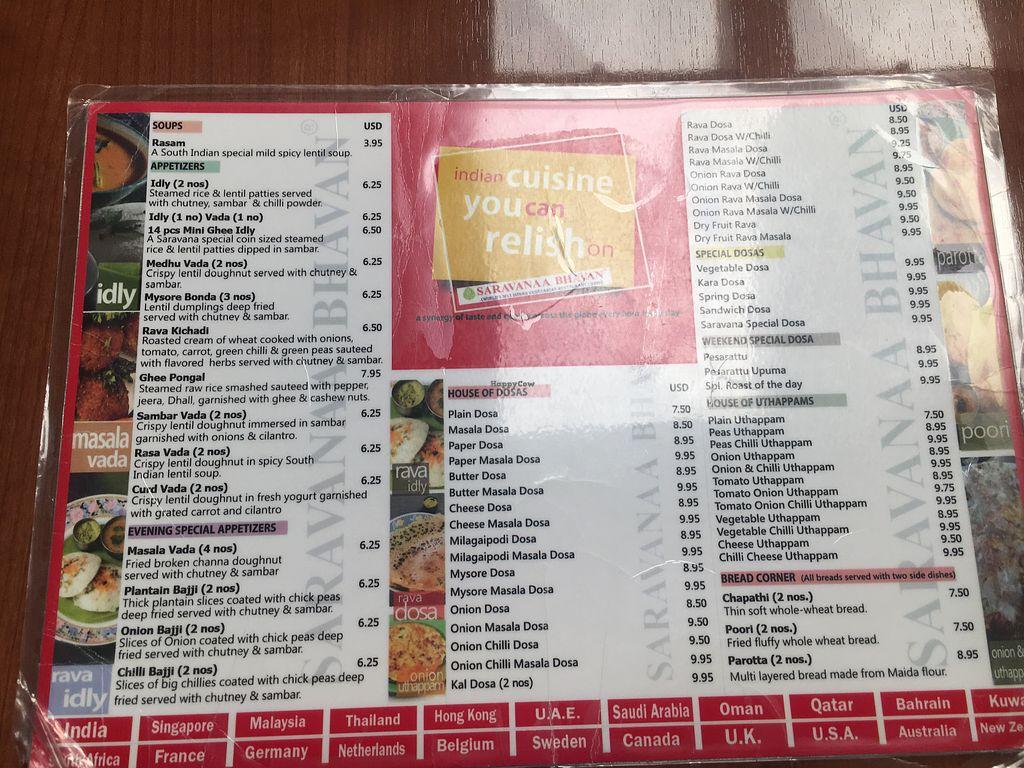 SOUPS USD
Rasam 3.95
A South Indian special mild spicy lentil soup.
APPETIZERS
Idly (2 nos) 6.25
Steamed rice & lentil patties served
with chutney, sambar & chilli powder.
Idly (1 no) Vada (1 no) 6.25
14 pcs Mini Ghee Idly 6.50
A Saravana special coin sized steamed
rice & lentil patties dipped in sambar.
Medhu Vada (2 nos) 6.25
Crispy lentil doughnut served with chutney &
sambar.
Mysore Bonda (3 nos) 6.25
Lentil dumplings deep fried
served with chutney & sambar.
Rava Kichadi 6.50
Roasted cream of wheat cooked with onions,
tomato, carrot, green chilli & green peas sauteed
with flavored herbs served with chutney & sambar.
Ghee Pongal 7.95
Steamed raw rice smashed sauteed with pepper,
jeera, Dhall, garnished with ghee & cashew nuts.
Sambar Vada (2 nos) 6.25
Crispy lentil doughnut immersed in sambar
garnished with onions & cilantro.
Rasa Vada (2 nos) 6.25
Crispy lentil doughnut in spicy South
Indian lentil soup.
Curd Vada (2 nos) 6.25
Crispy lentil doughnut in fresh yogurt garnished
with grated carrot and cilantro
EVENING SPECIAL APPETIZERS
Masala Vada (4 nos) 6.25
Fried broken channa doughnut
served with chutney & sambar
Plantain Bajji (2 nos) 6.25
Thick plantain slices coated with chick peas
deep fried served with chutney & sambar.
Onion Bajji (2 nos) 6.25
Slices of Onion coated with chick peas deep
fried served with chutney & sambar.
Chilli Bajji (2 nos) 6.25
Slices of big chillies coated with chick peas deep
fried served with chutney & sambar.
SARAVANAA BHAVAN
idly
masala
vada
rava
idly
indian cuisine
you can
relish on
SARAVANAA BHAVAN
a synergy of taste and
across the globe every hour
day
HappyCow
rava
idly
rava
dosa
onion
uthappam
HOUSE OF DOSAS USD
Plain Dosa 7.50
Masala Dosa 8.50
Paper Dosa 8.95
Paper Masala Dosa 9.95
Butter Dosa 8.95
Butter Masala Dosa 9.95
Cheese Dosa 8.95
Cheese Masala Dosa 9.95
Milagaipodi Dosa 8.95
Milagaipodi Masala Dosa 9.95
Mysore Dosa 8.95
Mysore Masala Dosa 9.95
Onion Dosa 8.50
Onion Masala Dosa 9.50
Onion Chilli Dosa 9.50
Onion Chilli Masala Dosa 9.95
Kal Dosa (2 nos) 9.95
SARAVANAA BHA
USD
Rava Dosa 8.50
Rava Dosa W/Chilli 8.95
Rava Masala Dosa 9.25
Rava Masala W/Chilli 9.75
Onion Rava Dosa 8.95
Onion Rava W/Chilli 9.50
Onion Rava Masala Dosa 9.50
Onion Rava Masala W/Chilli 9.95
Dry Fruit Rava 9.50
Dry Fruit Rava Masala 9.95
SPECIAL DOSAS
Vegetable Dosa 9.95
Kara Dosa 9.95
Spring Dosa 9.95
Sandwich Dosa 9.95
Saravana Special Dosa 9.95
WEEKEND SPECIAL DOSA
Pesarattu 8.95
Pesarattu Upuma 9.95
Spl. Roast of the day 9.95
HOUSE OF UTHAPPAMS
Plain Uthappam 7.50
Peas Uthappam 8.95
Peas Chilli Uthappam 9.95
Onion Uthappam 8.95
Onion & Chilli Uthappam 9.95
Tomato Uthappam 8.95
Tomato Onion Chilli Uthappam 9.75
Vegetable Uthappam 8.95
Vegetable Chilli Uthappam 9.95
Cheese Uthappam 9.50
Chilli Cheese Uthappam 9.95
BREAD CORNER (All breads served with two side dishes)
Chapathi (2 nos.) 7.50
Thin soft whole-wheat bread.
Poori (2 nos.) 7.50
Fried fluffy whole wheat bread.
Parotta (2 nos.) 8.95
Multi layered bread made from Maida flour.
SARAVANAA BHAVAN
parott
poori
onion &
uthapp
India Singapore Malaysia Thailand Hong Kong U.A.E. Saudi Arabia Oman Qatar Bahrain Kuwa
Africa France Germany Netherlands Belgium Sweden Canada U.K. U.S.A. Australia New Ze